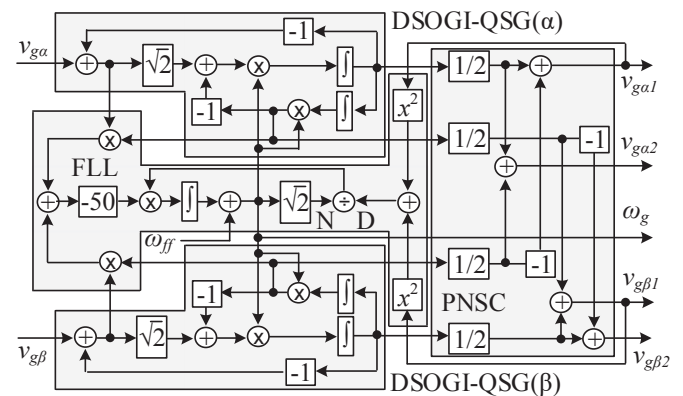 DSOGI-QSG(α)
-1
v_gα + √2 + x ∫ 1/2 + v_gα1
-1 x ∫ x²
x 1/2 -1 v_gα2
FLL +
+ -50 x ∫ + √2 N ÷ D + ω_g
ω_ff
x 1/2 -1
-1 x ∫ x² PNSC + v_gβ1
v_gβ + √2 + x ∫ 1/2 + v_gβ2
-1
DSOGI-QSG(β)